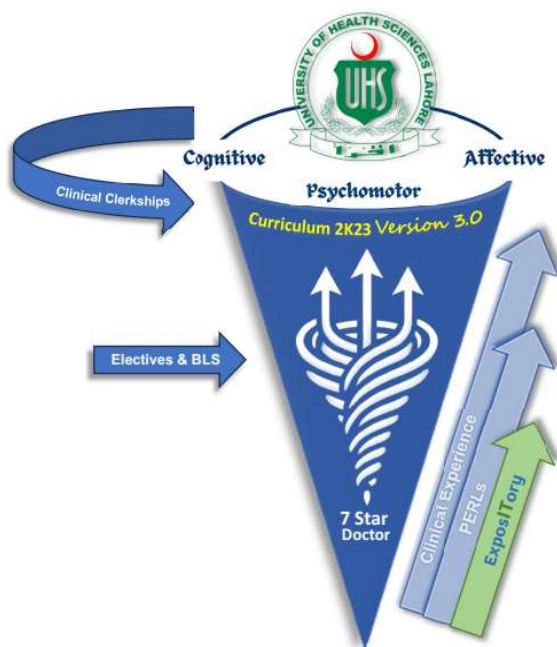 UNIVERSITY OF HEALTH SCIENCES LAHORE
UHS
Cognitive
Affective
Psychomotor
Clinical Clerkships
Curriculum 2K23 Version 3.0
Electives & BLS
7 Star
Doctor
Clinical Experience
PERLs
ExposITory